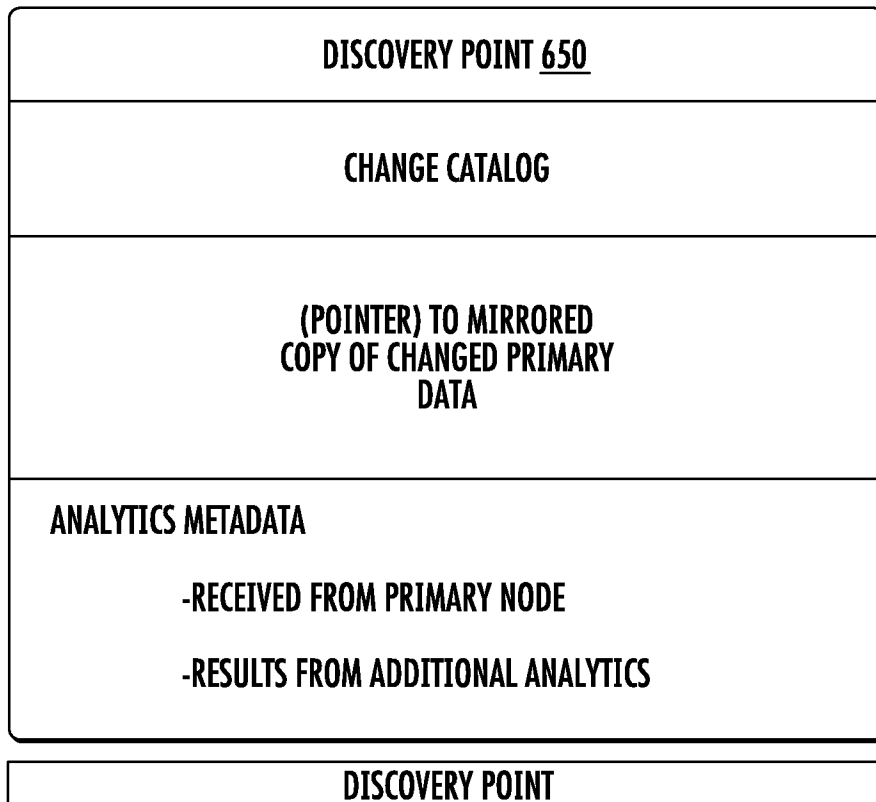 DISCOVERY POINT 650
CHANGE CATALOG
(POINTER) TO MIRRORED
COPY OF CHANGED PRIMARY
DATA
ANALYTICS METADATA
-RECEIVED FROM PRIMARY NODE
-RESULTS FROM ADDITIONAL ANALYTICS
DISCOVERY POINT